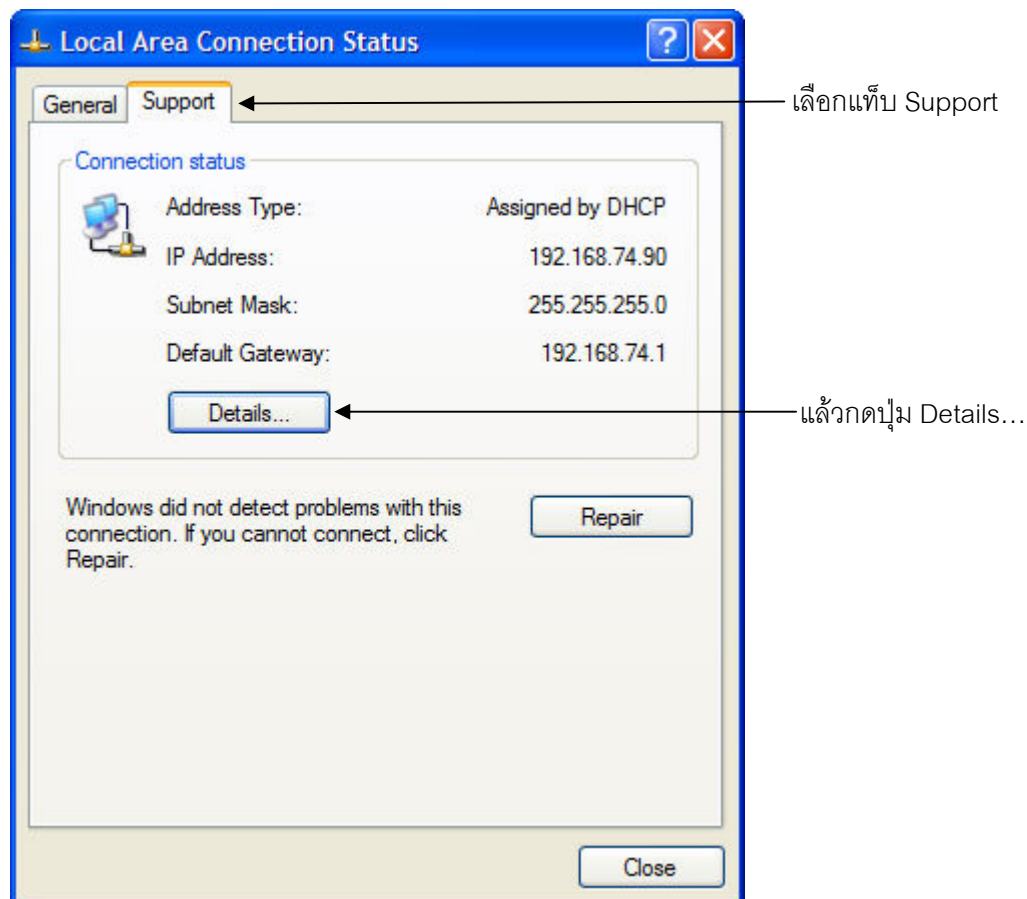 Local Area Connection Status
General Support เลือกแท็บ Support
Connection status
Address Type: Assigned by DHCP
IP Address: 192.168.74.90
Subnet Mask: 255.255.255.0
Default Gateway: 192.168.74.1
Details... แล้วกดปุ่ม Details...
Windows did not detect problems with this
connection. If you cannot connect, click
Repair.
Repair
Close